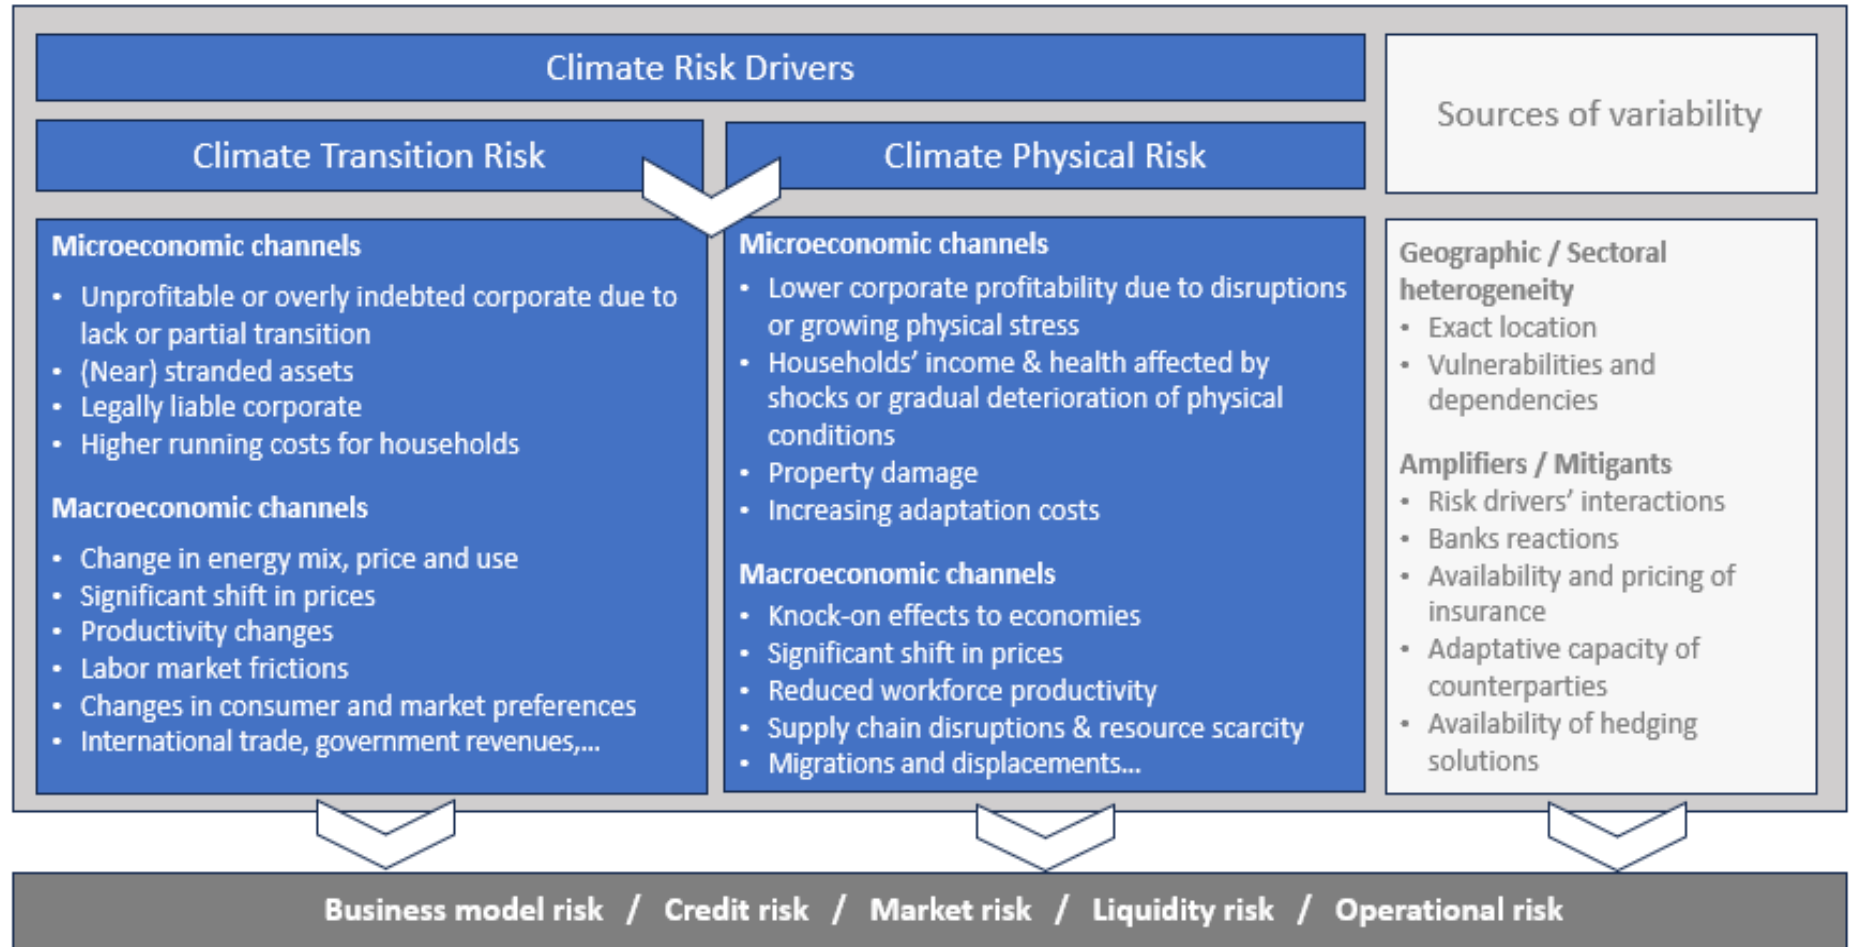 Climate Risk Drivers
Sources of variability
Climate Transition Risk
Climate Physical Risk
Microeconomic channels
• Unprofitable or overly indebted corporate due to
lack or partial transition
• (Near) stranded assets
• Legally liable corporate
• Higher running costs for households
Macroeconomic channels
• Change in energy mix, price and use
• Significant shift in prices
• Productivity changes
• Labor market frictions
• Changes in consumer and market preferences
• International trade, government revenues,...
Microeconomic channels
• Lower corporate profitability due to disruptions
or growing physical stress
• Households' income & health affected by
shocks or gradual deterioration of physical
conditions
• Property damage
• Increasing adaptation costs
Macroeconomic channels
• Knock-on effects to economies
• Significant shift in prices
• Reduced workforce productivity
• Supply chain disruptions & resource scarcity
• Migrations and displacements...
Geographic / Sectoral
heterogeneity
• Exact location
• Vulnerabilities and
dependencies
Amplifiers / Mitigants
• Risk drivers' interactions
• Banks reactions
• Availability and pricing of
insurance
• Adaptative capacity of
counterparties
• Availability of hedging
solutions
Business model risk / Credit risk / Market risk / Liquidity risk / Operational risk